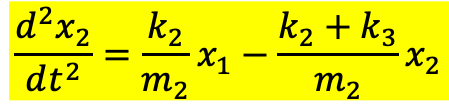 d²x₂/dt² = k₂/m₂ x₁ − (k₂ + k₃)/m₂ x₂